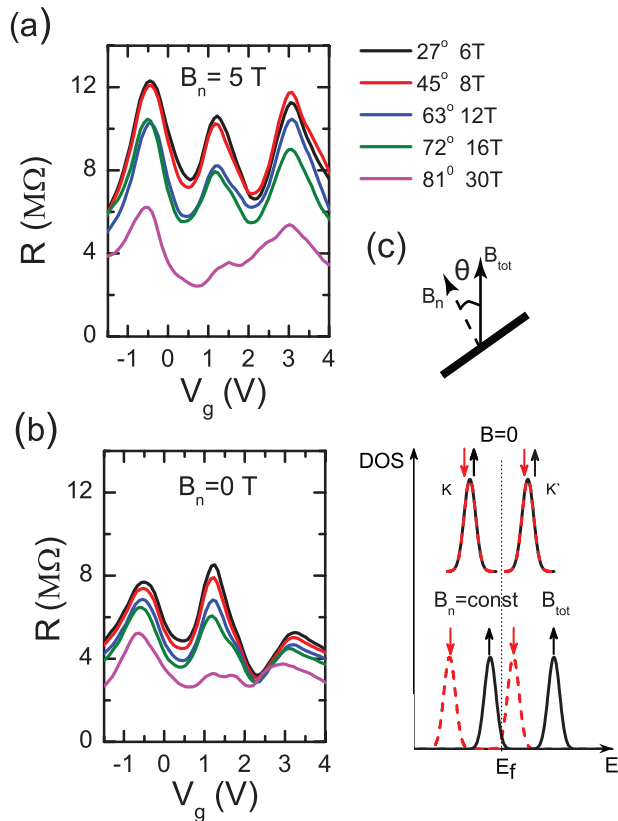 (a)
B_n = 5 T
12
8
4
0
R (MΩ)
-1 0 1 2 3 4
V_g (V)
27° 6T
45° 8T
63° 12T
72° 16T
81⁰ 30T
(c)
θ
B_tot
B_n
(b)
B_n=0 T
12
8
4
0
R (MΩ)
-1 0 1 2 3 4
V_g (V)
B=0
DOS
K K`
B_n=const B_tot
E_f E